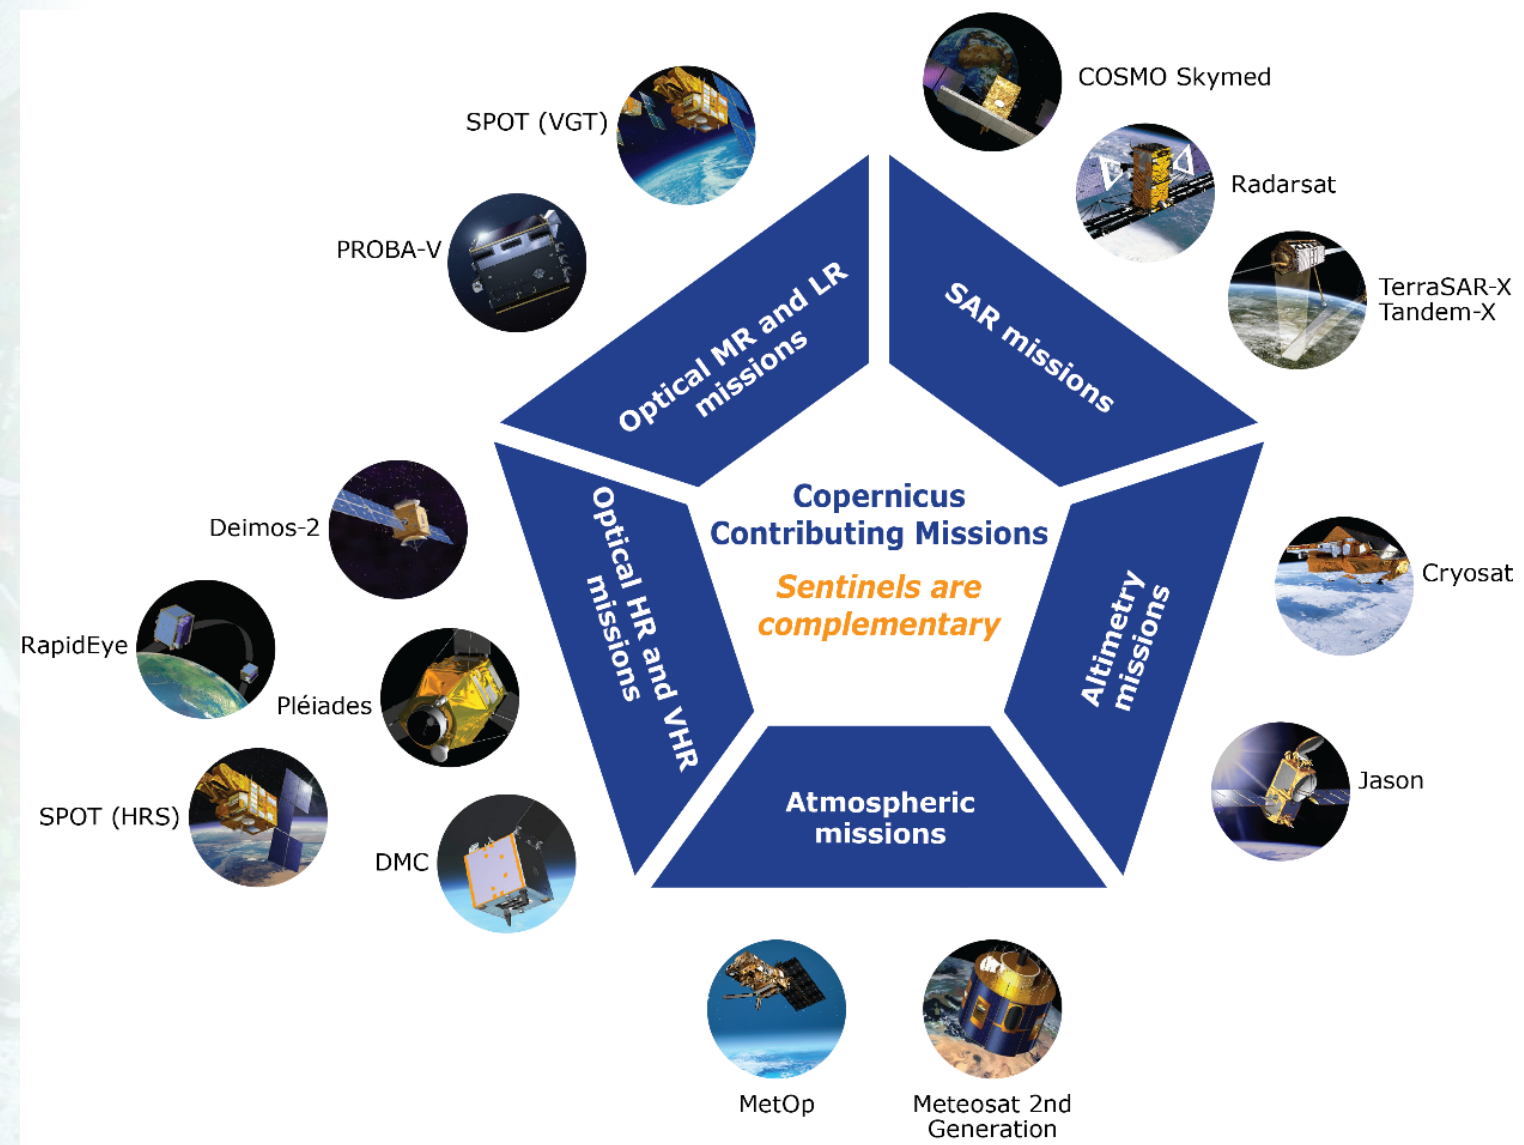 COSMO Skymed
SPOT (VGT)
Radarsat
PROBA-V
TerraSAR-X
Tandem-X
Optical MR and LR
missions
SAR missions
Copernicus
Contributing Missions
Sentinels are
complementary
Deimos-2
RapidEye
Pléiades
SPOT (HRS)
DMC
Optical HR and VHR
missions
Altimetry
missions
Cryosat
Jason
Atmospheric
missions
MetOp
Meteosat 2nd
Generation